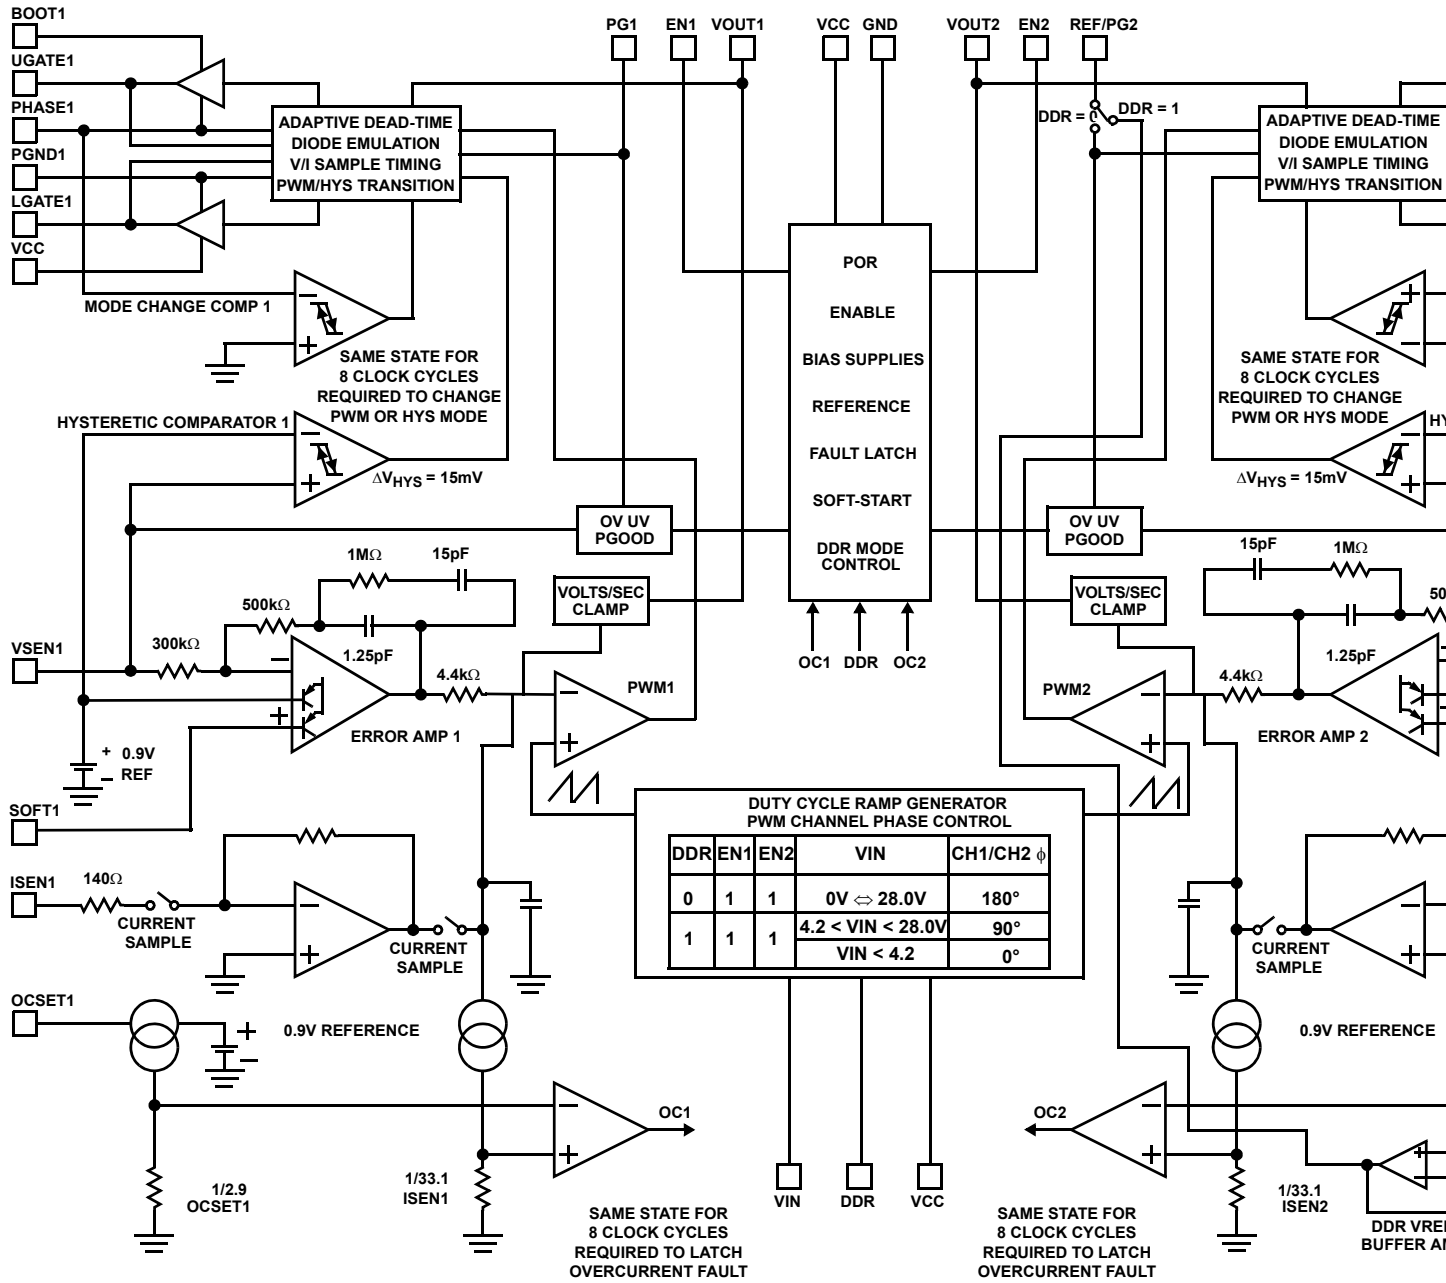 BOOT1
UGATE1
PHASE1
PGND1
LGATE1
VCC
PG1
EN1
VOUT1
VCC
GND
VOUT2
EN2
REF/PG2
DDR = 0
DDR = 1
ADAPTIVE DEAD-TIME
DIODE EMULATION
V/I SAMPLE TIMING
PWM/HYS TRANSITION
ADAPTIVE DEAD-TIME
DIODE EMULATION
V/I SAMPLE TIMING
PWM/HYS TRANSITION
POR
ENABLE
BIAS SUPPLIES
REFERENCE
FAULT LATCH
SOFT-START
DDR MODE
CONTROL
OC1
DDR
OC2
MODE CHANGE COMP 1
SAME STATE FOR
8 CLOCK CYCLES
REQUIRED TO CHANGE
PWM OR HYS MODE
SAME STATE FOR
8 CLOCK CYCLES
REQUIRED TO CHANGE
PWM OR HYS MODE
HYSTERETIC COMPARATOR 1
HY
ΔVHYS = 15mV
ΔVHYS = 15mV
OV UV
PGOOD
OV UV
PGOOD
1MΩ
15pF
15pF
1MΩ
VOLTS/SEC
CLAMP
VOLTS/SEC
CLAMP
500kΩ
50
VSEN1
300kΩ
1.25pF
4.4kΩ
PWM1
PWM2
4.4kΩ
1.25pF
ERROR AMP 1
ERROR AMP 2
+ 0.9V
– REF
SOFT1
DUTY CYCLE RAMP GENERATOR
PWM CHANNEL PHASE CONTROL
DDR EN1 EN2 VIN CH1/CH2 ϕ
0 1 1 0V ⇔ 28.0V 180°
1 1 1 4.2 < VIN < 28.0V 90°
VIN < 4.2 0°
ISEN1
140Ω
CURRENT
SAMPLE
CURRENT
SAMPLE
CURRENT
SAMPLE
OCSET1
0.9V REFERENCE
0.9V REFERENCE
OC1
OC2
1/2.9
OCSET1
1/33.1
ISEN1
1/33.1
ISEN2
VIN
DDR
VCC
SAME STATE FOR
8 CLOCK CYCLES
REQUIRED TO LATCH
OVERCURRENT FAULT
SAME STATE FOR
8 CLOCK CYCLES
REQUIRED TO LATCH
OVERCURRENT FAULT
DDR VRE
BUFFER A